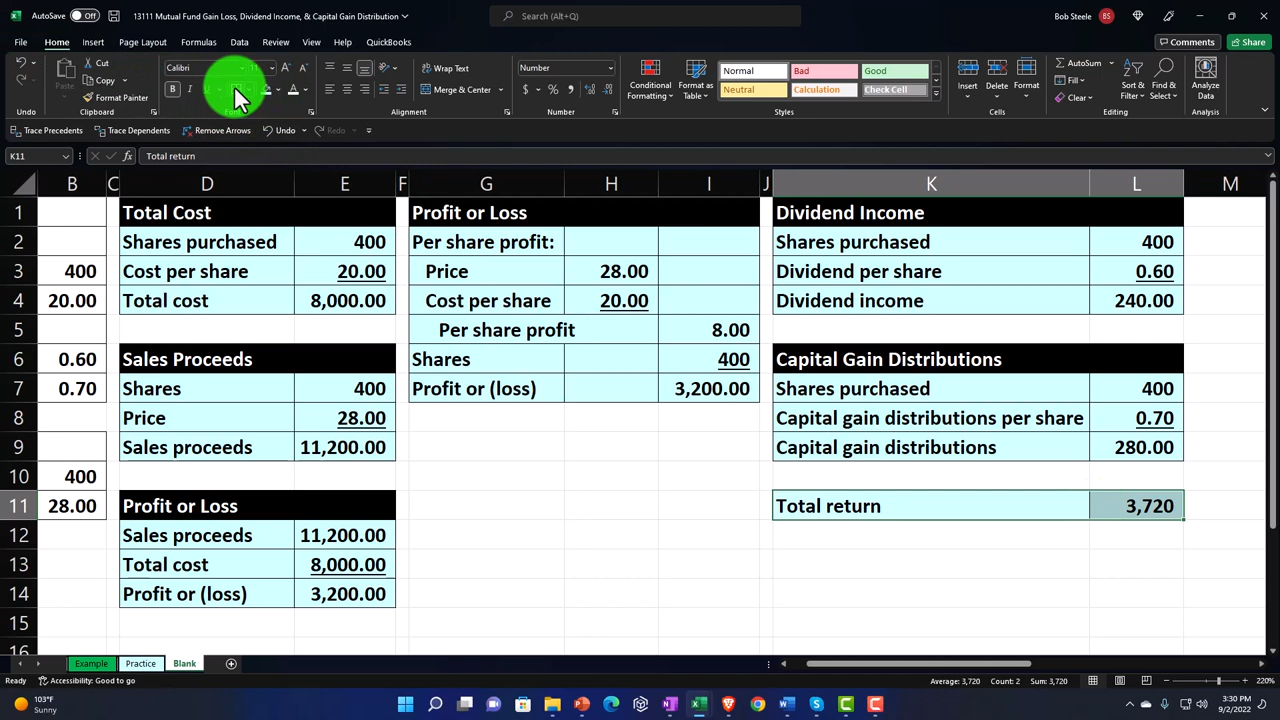 AutoSave Off 13111 Mutual Fund Gain Loss, Dividend Income, & Capital Gain Distribution Search (Alt+Q) Bob Steele BS
File Home Insert Page Layout Formulas Data Review View Help QuickBooks Comments Share
Undo
Paste Cut Copy Format Painter
Clipboard
Calibri 11
B I U A
Wrap Text
Merge & Center
Alignment
Number
$ % ,
Number
Conditional Formatting Format as Table
Normal Bad Good
Neutral Calculation Check Cell
Styles
Insert Delete Format
Cells
AutoSum Fill Clear
Sort & Filter Find & Select
Editing
Analyze Data
Analysis
Trace Precedents Trace Dependents Remove Arrows Undo Redo
K11 fx Total return
B C D E F G H I J K L M
1 Total Cost Profit or Loss Dividend Income
2 Shares purchased 400 Per share profit: Shares purchased 400
3 400 Cost per share 20.00 Price 28.00 Dividend per share 0.60
4 20.00 Total cost 8,000.00 Cost per share 20.00 Dividend income 240.00
5 Per share profit 8.00
6 0.60 Sales Proceeds Shares 400 Capital Gain Distributions
7 0.70 Shares 400 Profit or (loss) 3,200.00 Shares purchased 400
8 Price 28.00 Capital gain distributions per share 0.70
9 Sales proceeds 11,200.00 Capital gain distributions 280.00
10 400
11 28.00 Profit or Loss Total return 3,720
12 Sales proceeds 11,200.00
13 Total cost 8,000.00
14 Profit or (loss) 3,200.00
15
16
Example Practice Blank
Ready Accessibility: Good to go Average: 3,720 Count: 2 Sum: 3,720 220%
103°F
Sunny
3:30 PM
9/2/2022